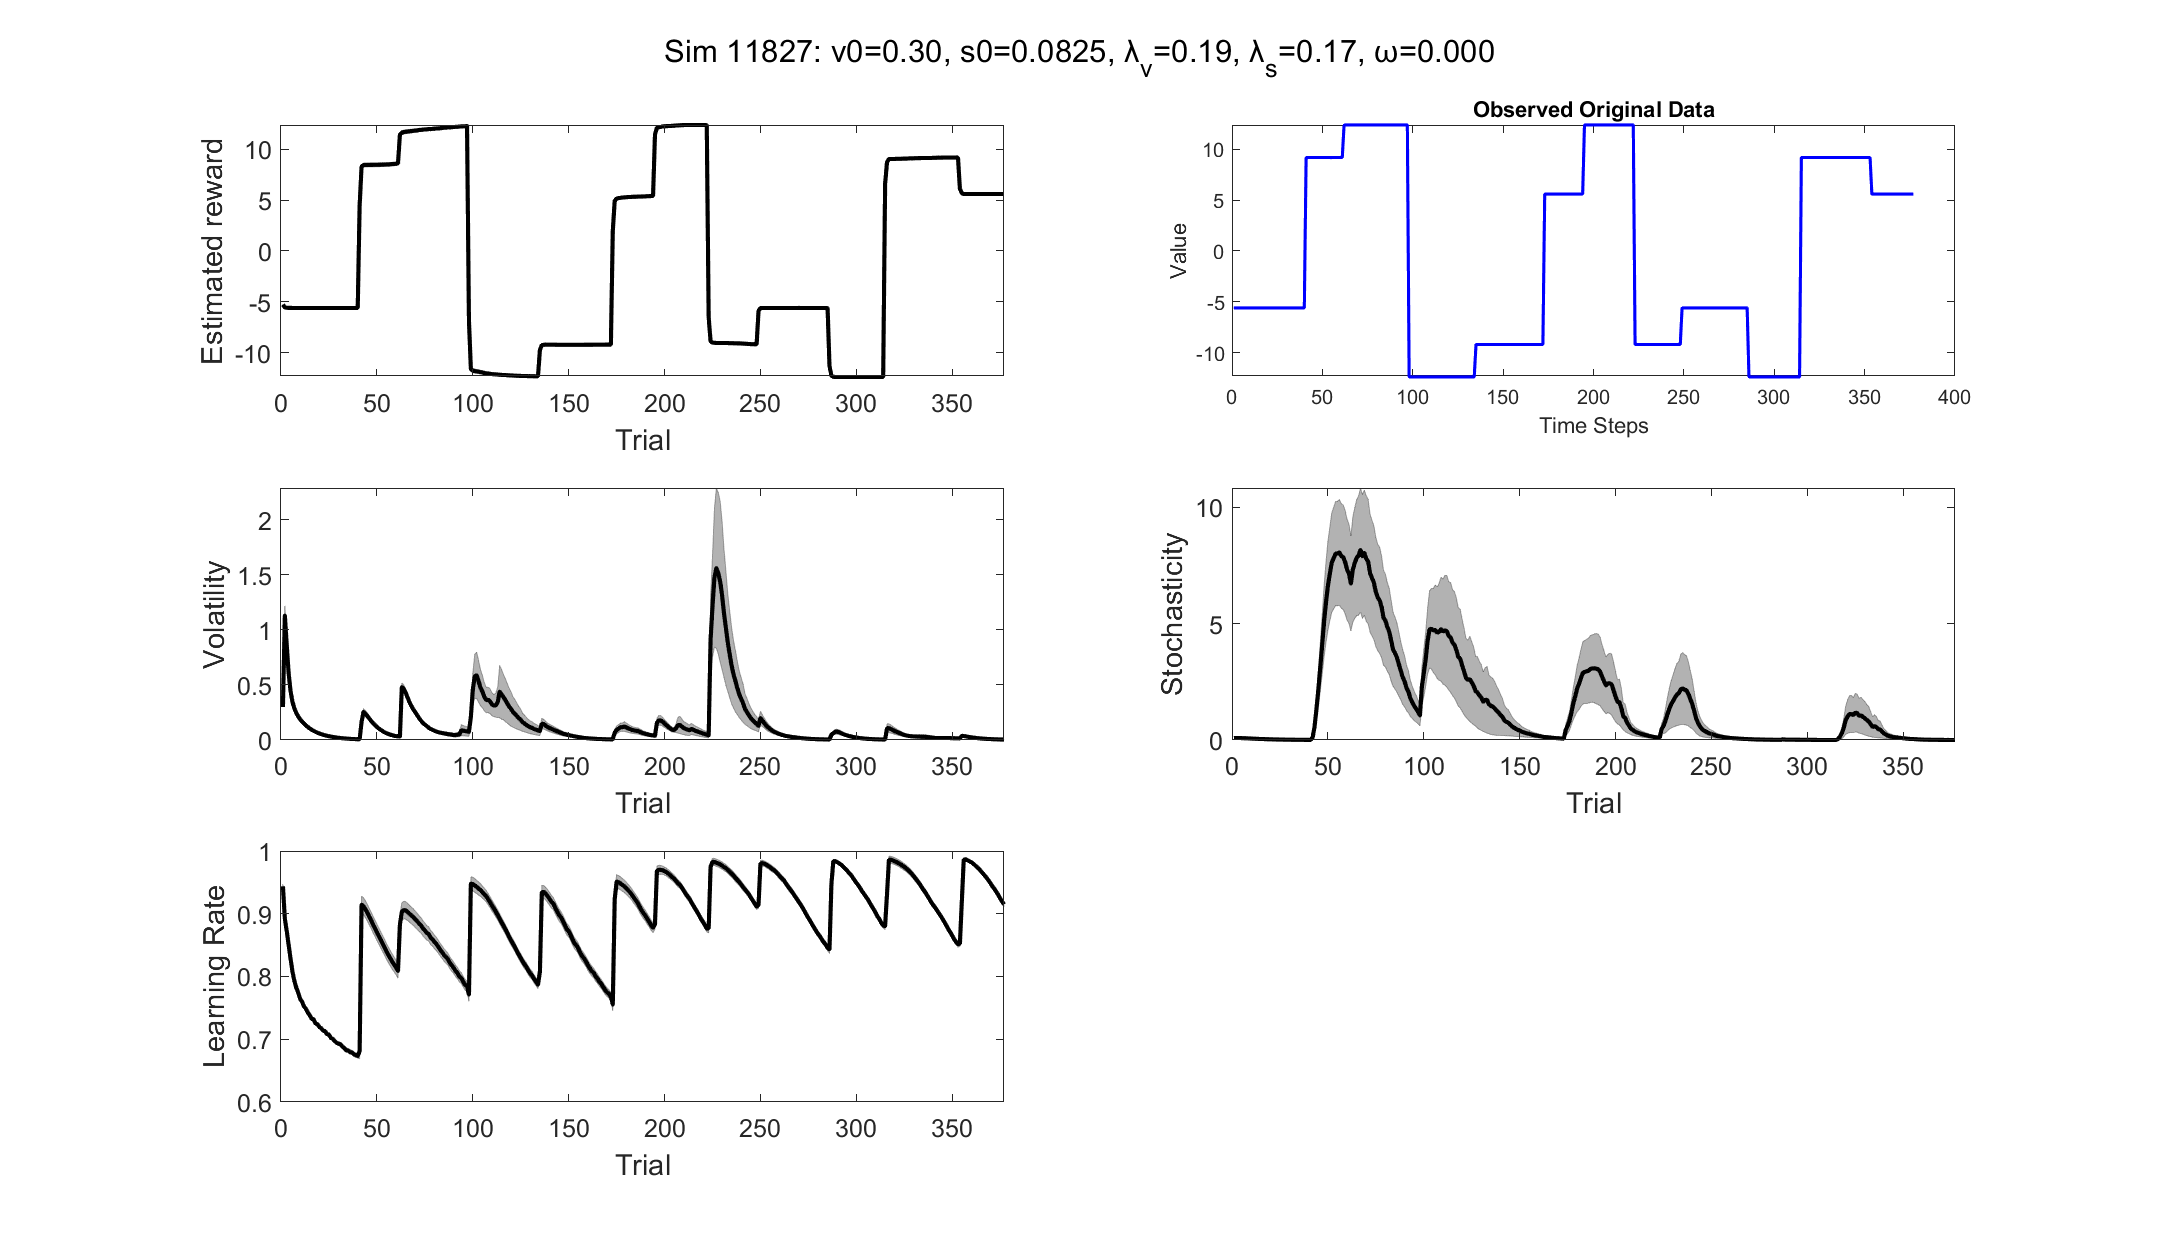 Sim 11827: v0=0.30, s0=0.0825, λv=0.19, λs=0.17, ω=0.000
Estimated reward
10
5
0
-5
-10
0 50 100 150 200 250 300 350
Trial
Observed Original Data
Value
10
5
0
-5
-10
0 50 100 150 200 250 300 350 400
Time Steps
Volatility
2
1.5
1
0.5
0
0 50 100 150 200 250 300 350
Trial
Stochasticity
10
5
0
0 50 100 150 200 250 300 350
Trial
Learning Rate
1
0.9
0.8
0.7
0.6
0 50 100 150 200 250 300 350
Trial